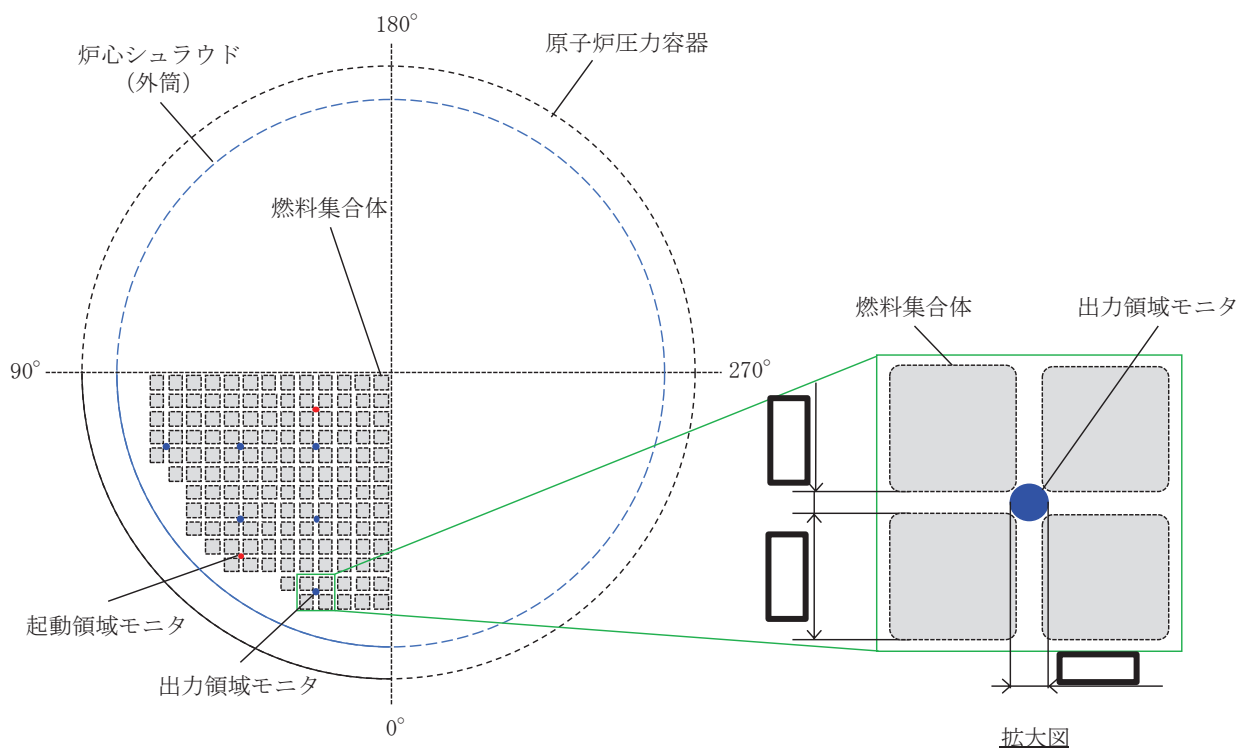 180°
炉心シュラウド
（外筒）
原子炉圧力容器
燃料集合体
90°
270°
燃料集合体
出力領域モニタ
起動領域モニタ
出力領域モニタ
0°
拡大図